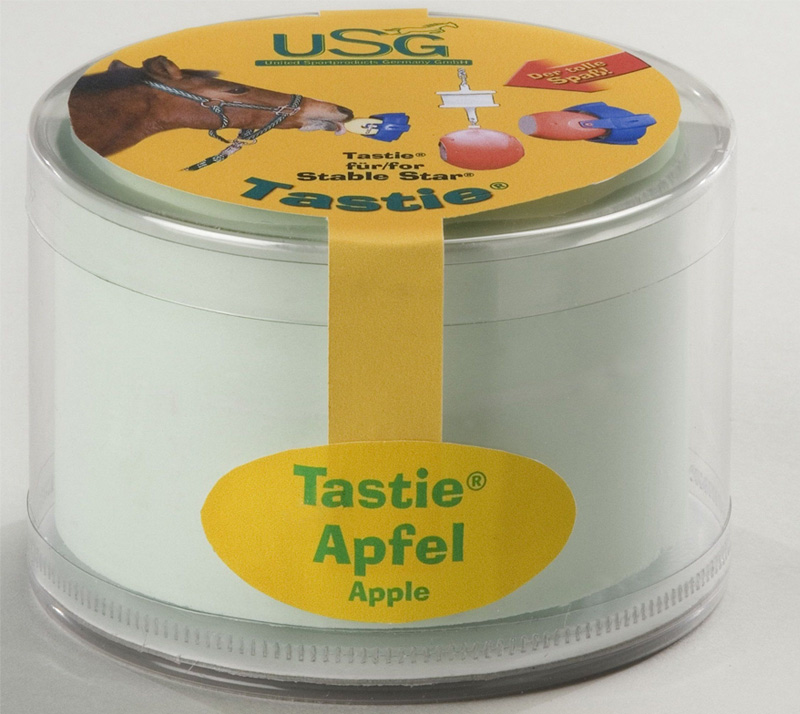 USG
United Sportproducts Germany GmbH
Der tolle
Spaß!
Tastie®
für/for
Stable Star®
Tastie®
Tastie®
Apfel
Apple